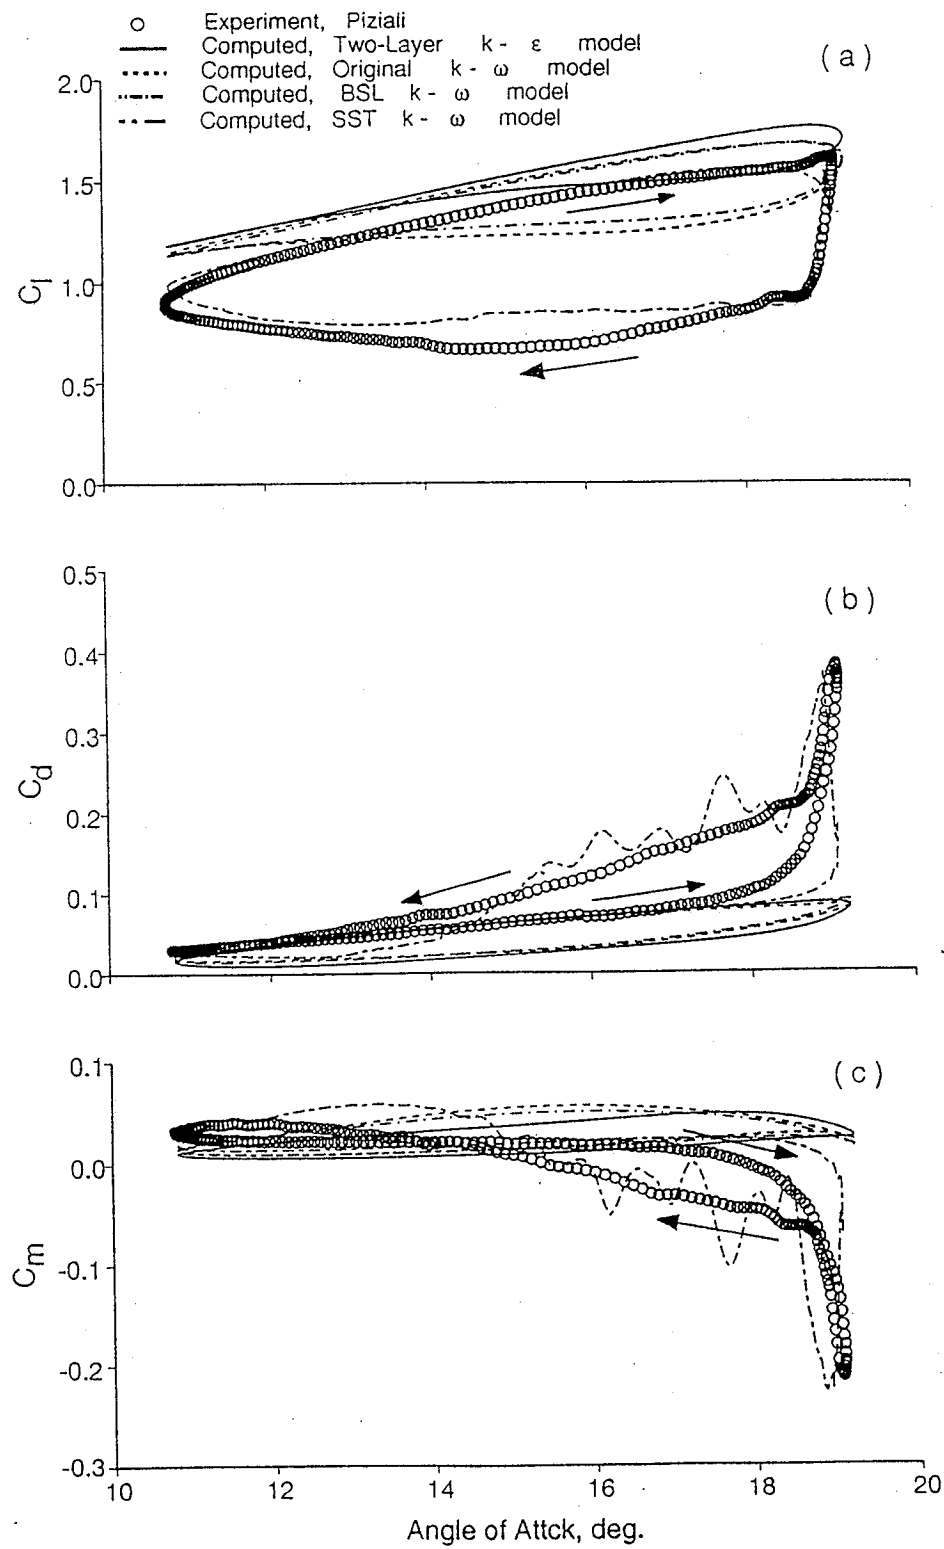 Experiment, Piziali
Computed, Two-Layer k - ε model
Computed, Original k - ω model
Computed, BSL k - ω model
Computed, SST k - ω model
(a)
2.0
1.5
1.0
0.5
0.0
Cl
(b)
0.5
0.4
0.3
0.2
0.1
0.0
Cd
(c)
0.1
0.0
-0.1
-0.2
-0.3
Cm
10 12 14 16 18 20
Angle of Attck, deg.